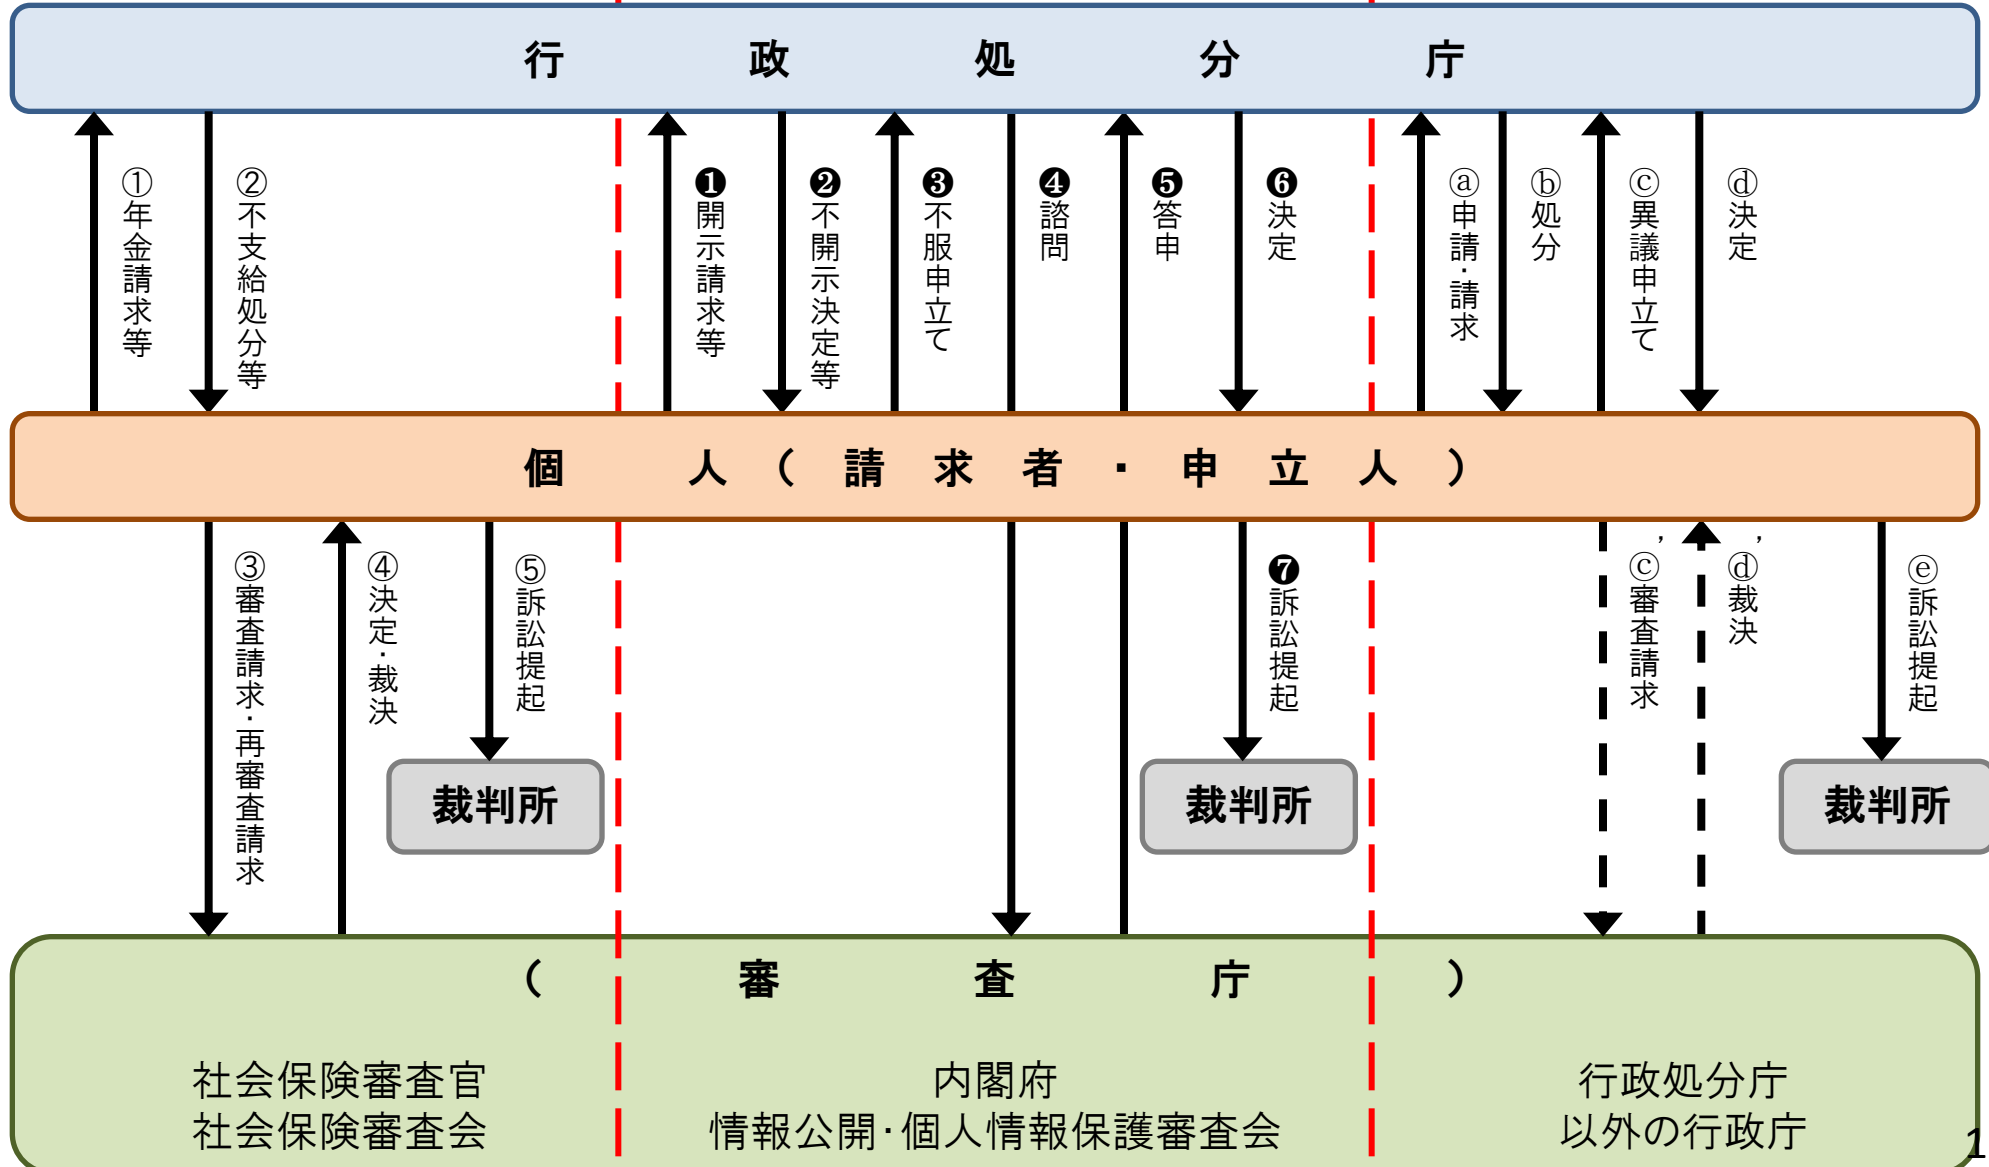 行政処分庁
①年金請求等
②不支給処分等
❶開示請求等
❷不開示決定等
❸不服申立て
❹諮問
❺答申
❻決定
ⓐ申請・請求
ⓑ処分
ⓒ異議申立て
ⓓ決定
個人（請求者・申立人）
③審査請求・再審査請求
④決定・裁決
⑤訴訟提起
❼訴訟提起
ⓒ’審査請求
ⓓ’裁決
ⓔ訴訟提起
裁判所
裁判所
裁判所
（審査庁）
社会保険審査官
社会保険審査会
内閣府
情報公開・個人情報保護審査会
行政処分庁
以外の行政庁
1